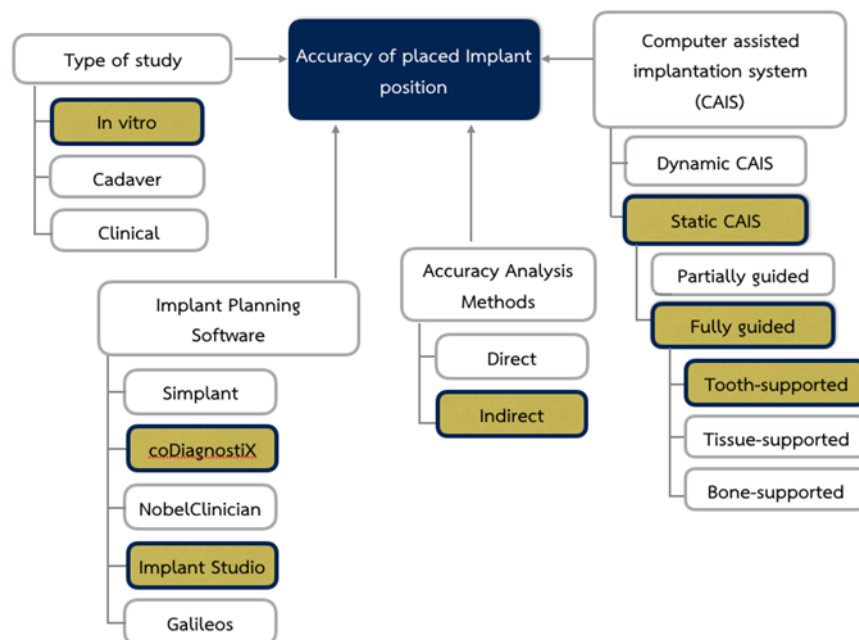 Type of study
In vitro
Cadaver
Clinical
Accuracy of placed Implant
position
Computer assisted
implantation system
(CAIS)
Dynamic CAIS
Static CAIS
Partially guided
Fully guided
Tooth-supported
Tissue-supported
Bone-supported
Implant Planning
Software
Simplant
coDiagnostiX
NobelClinician
Implant Studio
Galileos
Accuracy Analysis
Methods
Direct
Indirect